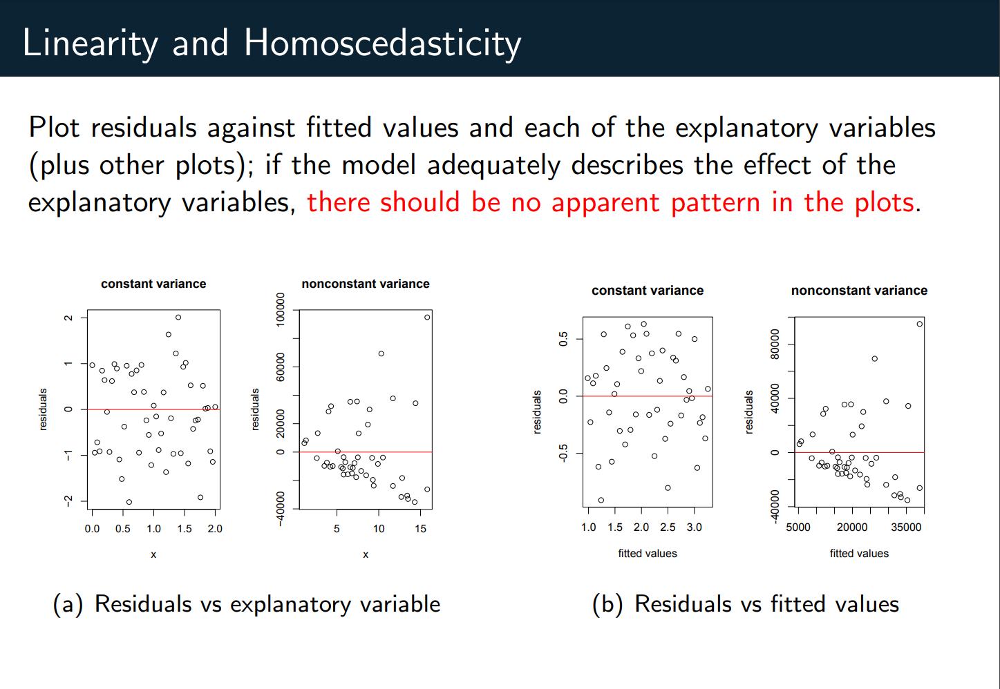 Linearity and Homoscedasticity
Plot residuals against fitted values and each of the explanatory variables
(plus other plots); if the model adequately describes the effect of the
explanatory variables, there should be no apparent pattern in the plots.
constant variance
residuals
2
1
0
−1
−2
0.0 0.5 1.0 1.5 2.0
x
nonconstant variance
residuals
100000
60000
20000
0
−40000
5 10 15
x
(a) Residuals vs explanatory variable
constant variance
residuals
0.5
0.0
−0.5
1.0 1.5 2.0 2.5 3.0
fitted values
nonconstant variance
residuals
80000
40000
0
−40000
5000 20000 35000
fitted values
(b) Residuals vs fitted values